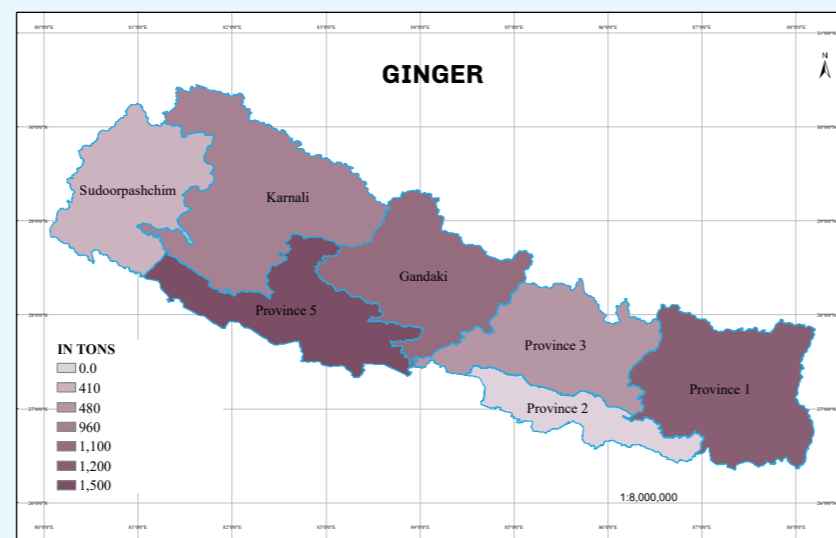 GINGER
N
Sudoorpashchim
Karnali
Gandaki
Province 5
Province 3
Province 1
Province 2
IN TONS
0.0
410
480
960
1,100
1,200
1,500
1:8,000,000